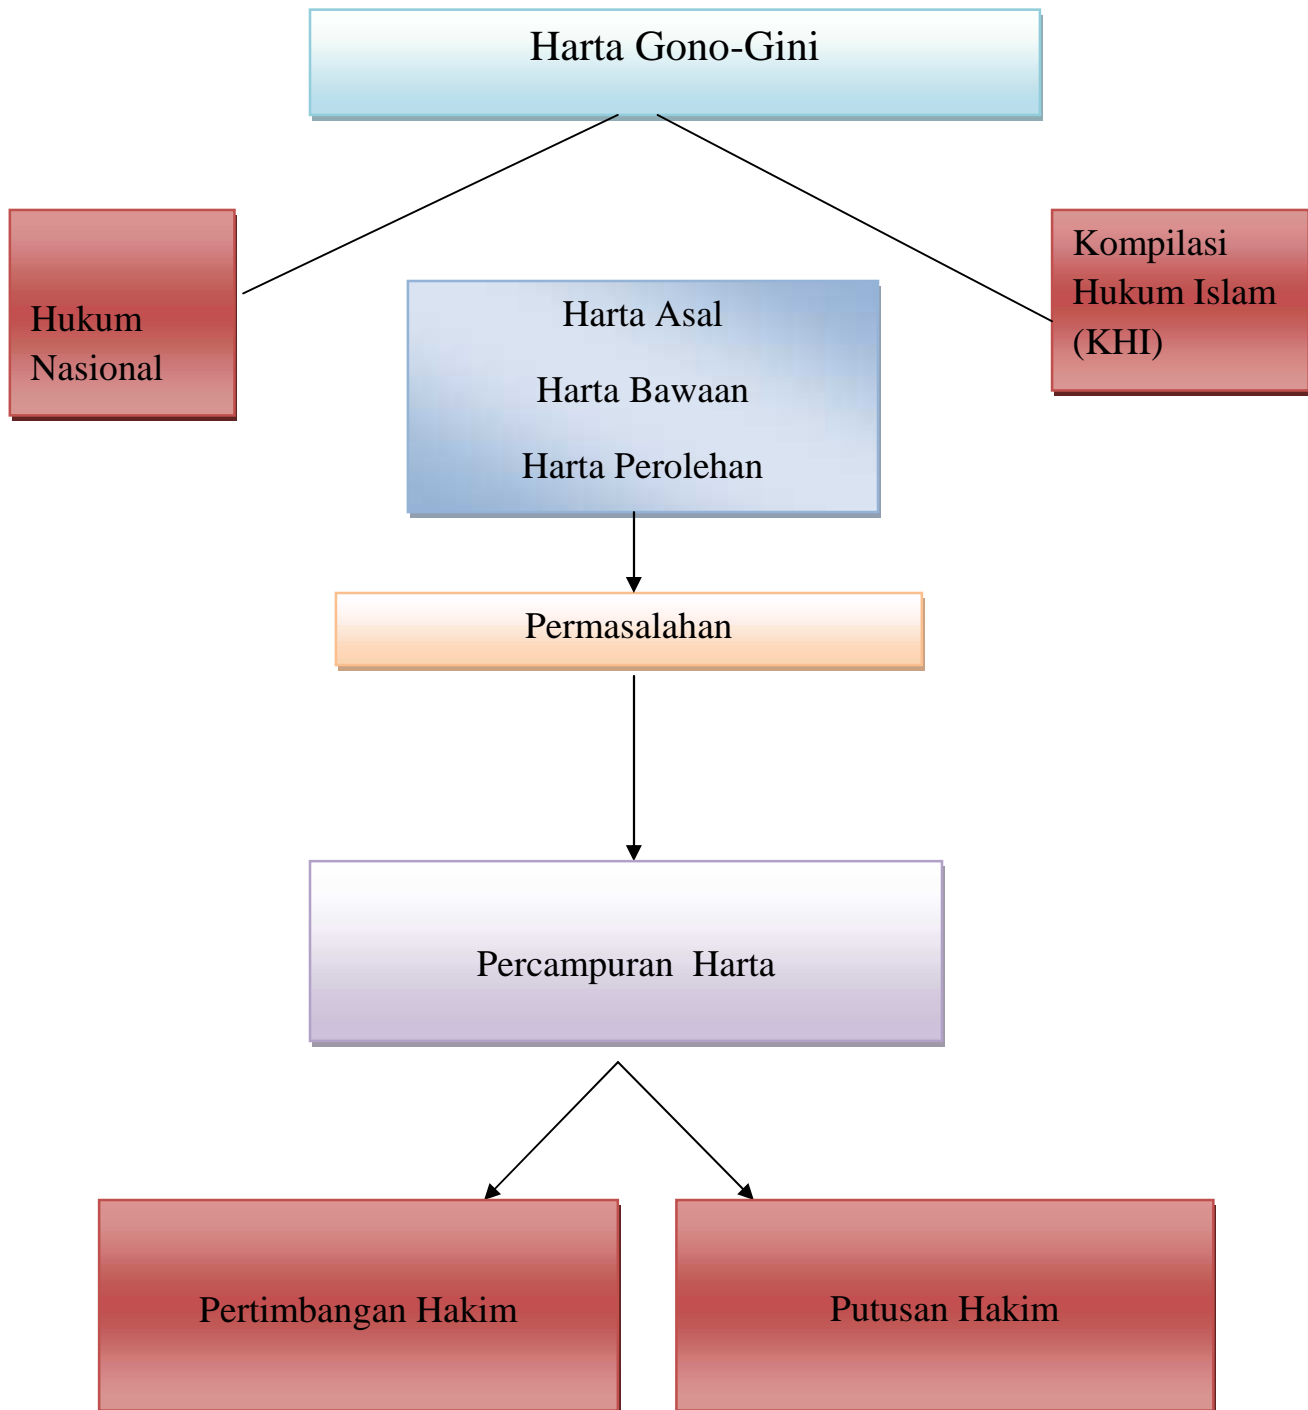 Harta Gono-Gini
Hukum
Nasional
Kompilasi
Hukum Islam
(KHI)
Harta Asal
Harta Bawaan
Harta Perolehan
Permasalahan
Percampuran  Harta
Pertimbangan Hakim
Putusan Hakim